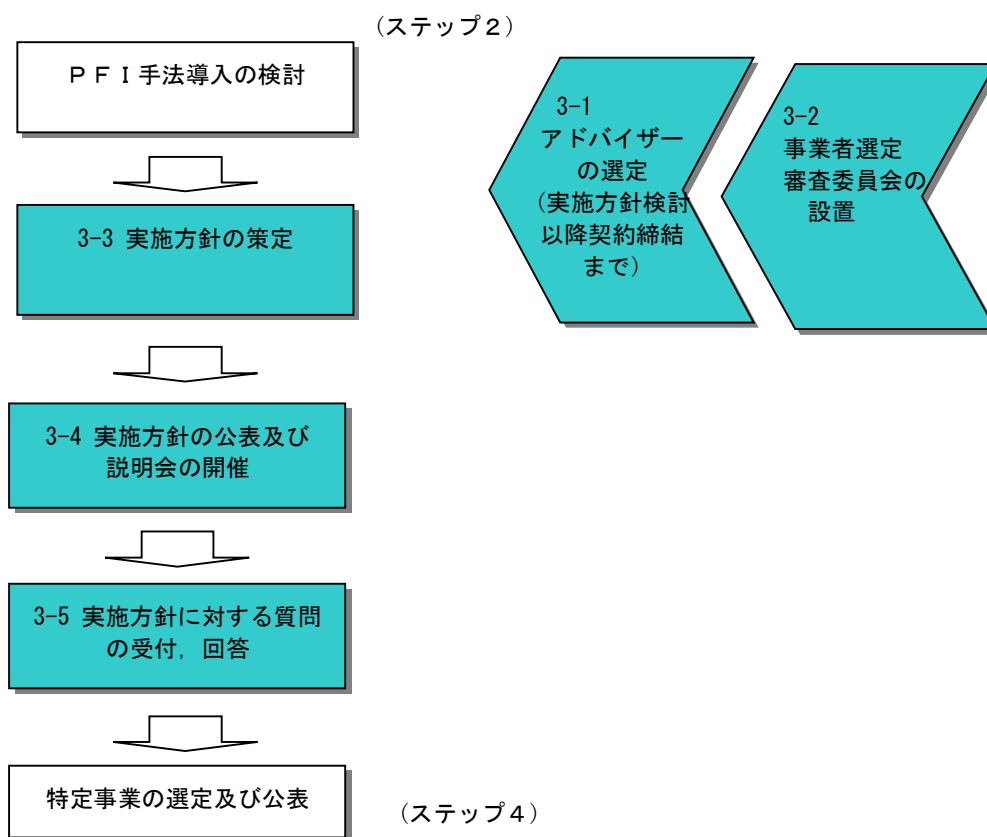 （ステップ２）
ＰＦＩ手法導入の検討
3-1
アドバイザー
の選定
（実施方針検討
以降契約締結
まで）
3-2
事業者選定
審査委員会の
設置
3-3 実施方針の策定
3-4 実施方針の公表及び
説明会の開催
3-5 実施方針に対する質問
の受付，回答
特定事業の選定及び公表
（ステップ４）